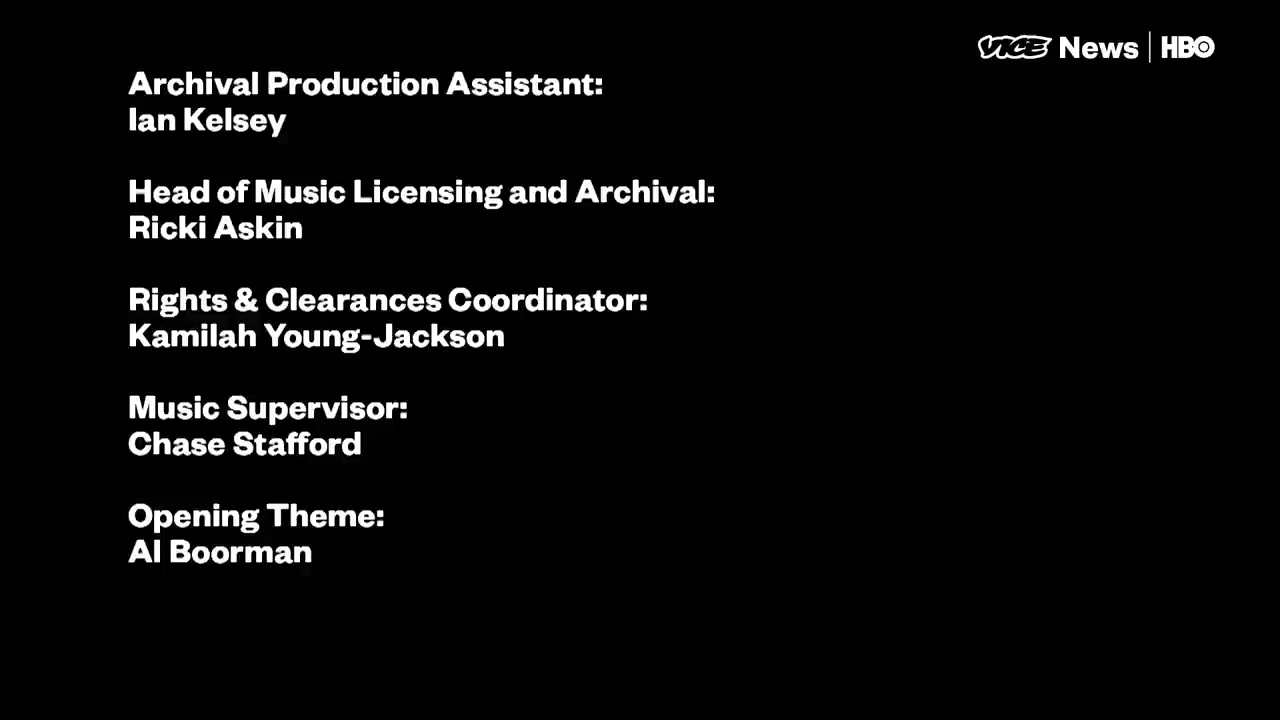 VICE News | HBO
Archival Production Assistant:
Ian Kelsey
Head of Music Licensing and Archival:
Ricki Askin
Rights & Clearances Coordinator:
Kamilah Young-Jackson
Music Supervisor:
Chase Stafford
Opening Theme:
Al Boorman